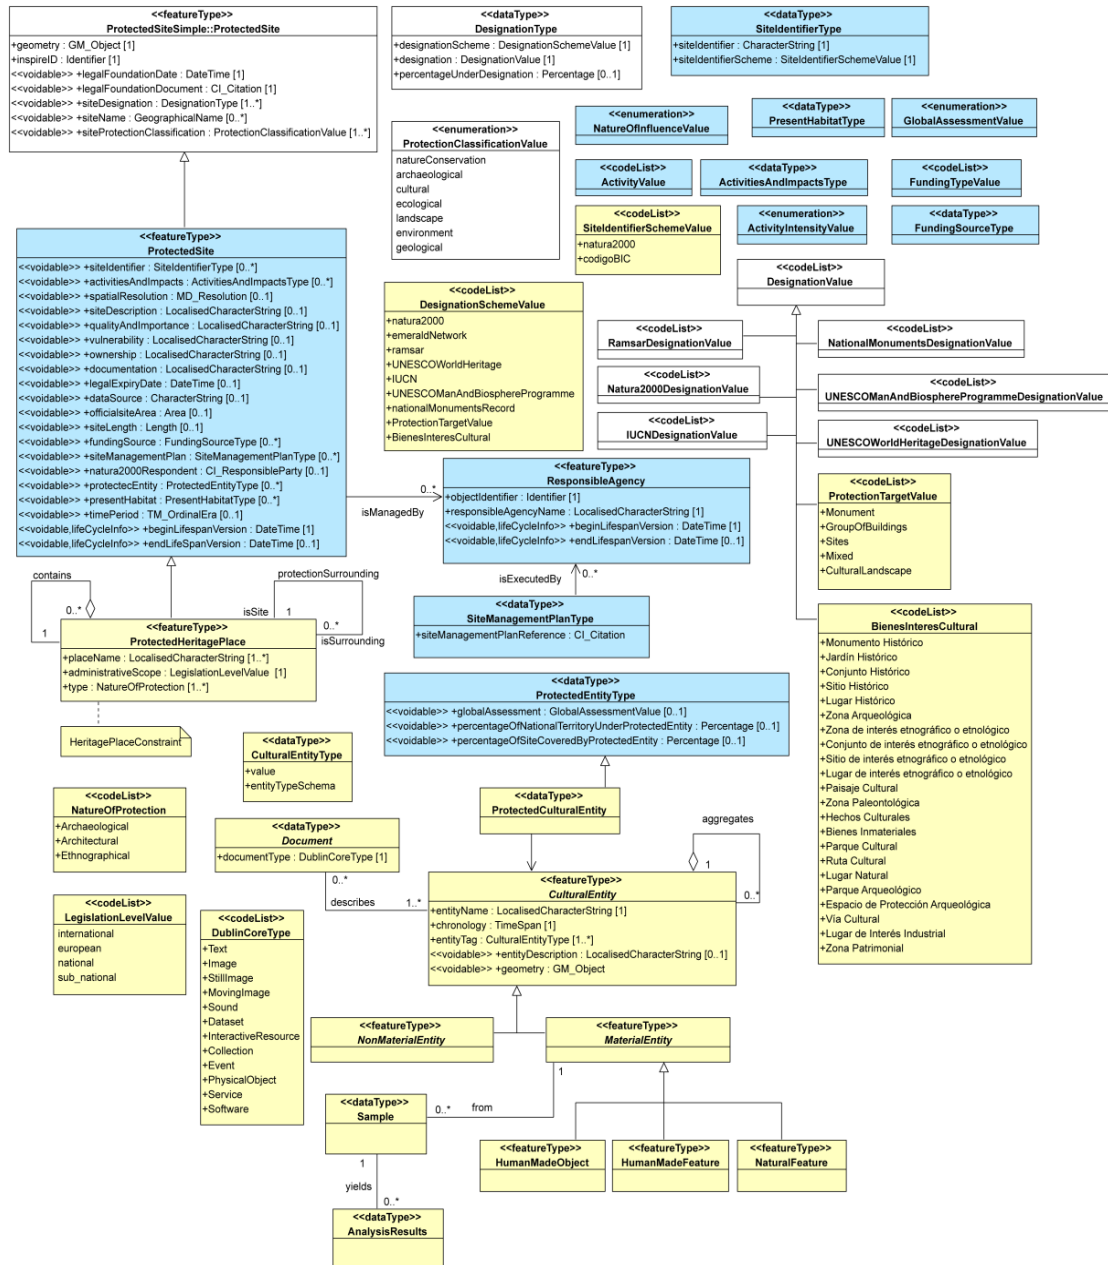 <<featureType>>
ProtectedSiteSimple::ProtectedSite
+geometry : GM_Object [1]
+inspireID : Identifier [1]
<<voidable>> +legalFoundationDate : DateTime [1]
<<voidable>> +legalFoundationDocument : CI_Citation [1]
<<voidable>> +siteDesignation : DesignationType [1..*]
<<voidable>> +siteName : GeographicalName [0..*]
<<voidable>> +siteProtectionClassification : ProtectionClassificationValue [1..*]
<<dataType>>
DesignationType
+designationScheme : DesignationSchemeValue [1]
+designation : DesignationValue [1]
+percentageUnderDesignation : Percentage [0..1]
<<dataType>>
SiteIdentifierType
+siteIdentifier : CharacterString [1]
+siteIdentifierScheme : SiteIdentifierSchemeValue [1]
<<enumeration>>
ProtectionClassificationValue
natureConservation
archaeological
cultural
ecological
landscape
environment
geological
<<enumeration>>
NatureOfInfluenceValue
<<dataType>>
PresentHabitatType
<<enumeration>>
GlobalAssessmentValue
<<codeList>>
ActivityValue
<<dataType>>
ActivitiesAndImpactsType
<<codeList>>
FundingTypeValue
<<codeList>>
SiteIdentifierSchemeValue
+natura2000
+codigoBIC
<<enumeration>>
ActivityIntensityValue
<<dataType>>
FundingSourceType
<<featureType>>
ProtectedSite
<<voidable>> +siteIdentifier : SiteIdentifierType [0..*]
<<voidable>> +activitiesAndImpacts : ActivitiesAndImpactsType [0..*]
<<voidable>> +spatialResolution : MD_Resolution [0..1]
<<voidable>> +siteDescription : LocalisedCharacterString [0..1]
<<voidable>> +qualityAndImportance : LocalisedCharacterString [0..1]
<<voidable>> +vulnerability : LocalisedCharacterString [0..1]
<<voidable>> +ownership : LocalisedCharacterString [0..1]
<<voidable>> +documentation : LocalisedCharacterString [0..1]
<<voidable>> +legalExpiryDate : DateTime [0..1]
<<voidable>> +dataSource : CharacterString [0..1]
<<voidable>> +officialsiteArea : Area [0..1]
<<voidable>> +siteLength : Length [0..1]
<<voidable>> +fundingSource : FundingSourceType [0..*]
<<voidable>> +siteManagementPlan : SiteManagementPlanType [0..*]
<<voidable>> +natura2000Respondent : CI_ResponsibleParty [0..1]
<<voidable>> +protectecEntity : ProtectedEntityType [0..*]
<<voidable>> +presentHabitat : PresentHabitatType [0..*]
<<voidable>> +timePeriod : TM_OrdinalEra [0..1]
<<voidable,lifeCycleInfo>> +beginLifespanVersion : DateTime [1]
<<voidable,lifeCycleInfo>> +endLifeSpanVersion : DateTime [0..1]
<<codeList>>
DesignationSchemeValue
+natura2000
+emeraldNetwork
+ramsar
+UNESCOWorldHeritage
+IUCN
+UNESCOManAndBiosphereProgramme
+nationalMonumentsRecord
+ProtectionTargetValue
+BienesInteresCultural
<<codeList>>
DesignationValue
<<codeList>>
RamsarDesignationValue
<<codeList>>
NationalMonumentsDesignationValue
<<codeList>>
Natura2000DesignationValue
<<codeList>>
UNESCOManAndBiosphereProgrammeDesignationValue
<<codeList>>
IUCNDesignationValue
<<codeList>>
UNESCOWorldHeritageDesignationValue
0..*
isManagedBy
<<featureType>>
ResponsibleAgency
+objectIdentifier : Identifier [1]
+responsibleAgencyName : LocalisedCharacterString [1]
<<voidable,lifeCycleInfo>> +beginLifespanVersion : DateTime [1]
<<voidable,lifeCycleInfo>> +endLifespanVersion : DateTime [0..1]
<<codeList>>
ProtectionTargetValue
+Monument
+GroupOfBuildings
+Sites
+Mixed
+CulturalLandscape
isExecutedBy
0..*
<<dataType>>
SiteManagementPlanType
+siteManagementPlanReference : CI_Citation
contains
0..*
1
protectionSurrounding
isSite
1
0..*
isSurrounding
<<featureType>>
ProtectedHeritagePlace
+placeName : LocalisedCharacterString [1..*]
+administrativeScope : LegislationLevelValue [1]
+type : NatureOfProtection [1..*]
HeritagePlaceConstraint
<<codeList>>
BienesInteresCultural
+Monumento Histórico
+Jardín Histórico
+Conjunto Histórico
+Sitio Histórico
+Lugar Histórico
+Zona Arqueológica
+Zona de interés etnográfico o etnológico
+Conjunto de interés etnográfico o etnológico
+Sitio de interés etnográfico o etnológico
+Lugar de interés etnográfico o etnológico
+Paisaje Cultural
+Zona Paleontológica
+Hechos Culturales
+Bienes Inmateriales
+Parque Cultural
+Ruta Cultural
+Lugar Natural
+Parque Arqueológico
+Espacio de Protección Arqueológica
+Vía Cultural
+Lugar de Interés Industrial
+Zona Patrimonial
<<dataType>>
ProtectedEntityType
<<voidable>> +globalAssessment : GlobalAssessmentValue [0..1]
<<voidable>> +percentageOfNationalTerritoryUnderProtectedEntity : Percentage [0..1]
<<voidable>> +percentageOfSiteCoveredByProtectedEntity : Percentage [0..1]
<<dataType>>
CulturalEntityType
+value
+entityTypeSchema
<<dataType>>
ProtectedCulturalEntity
<<codeList>>
NatureOfProtection
+Archaeological
+Architectural
+Ethnographical
<<dataType>>
Document
+documentType : DublinCoreType [1]
0..*
describes
1..*
aggregates
1
0..*
<<featureType>>
CulturalEntity
+entityName : LocalisedCharacterString [1]
+chronology : TimeSpan [1]
+entityTag : CulturalEntityType [1..*]
<<voidable>> +entityDescription : LocalisedCharacterString [0..1]
<<voidable>> +geometry : GM_Object
<<codeList>>
LegislationLevelValue
international
european
national
sub_national
<<codeList>>
DublinCoreType
+Text
+Image
+StillImage
+MovingImage
+Sound
+Dataset
+InteractiveResource
+Collection
+Event
+PhysicalObject
+Service
+Software
<<featureType>>
NonMaterialEntity
<<featureType>>
MaterialEntity
1
0..*
from
<<dataType>>
Sample
1
yields
0..*
<<dataType>>
AnalysisResults
<<featureType>>
HumanMadeObject
<<featureType>>
HumanMadeFeature
<<featureType>>
NaturalFeature